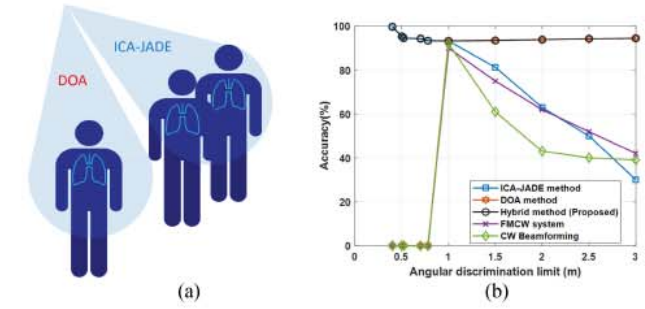 ICA-JADE
DOA
(a)
Accuracy(%)
100
80
60
40
20
0
ICA-JADE method
DOA method
Hybrid method (Proposed)
FMCW system
CW Beamforming
0 0.5 1 1.5 2 2.5 3
Angular discrimination limit (m)
(b)